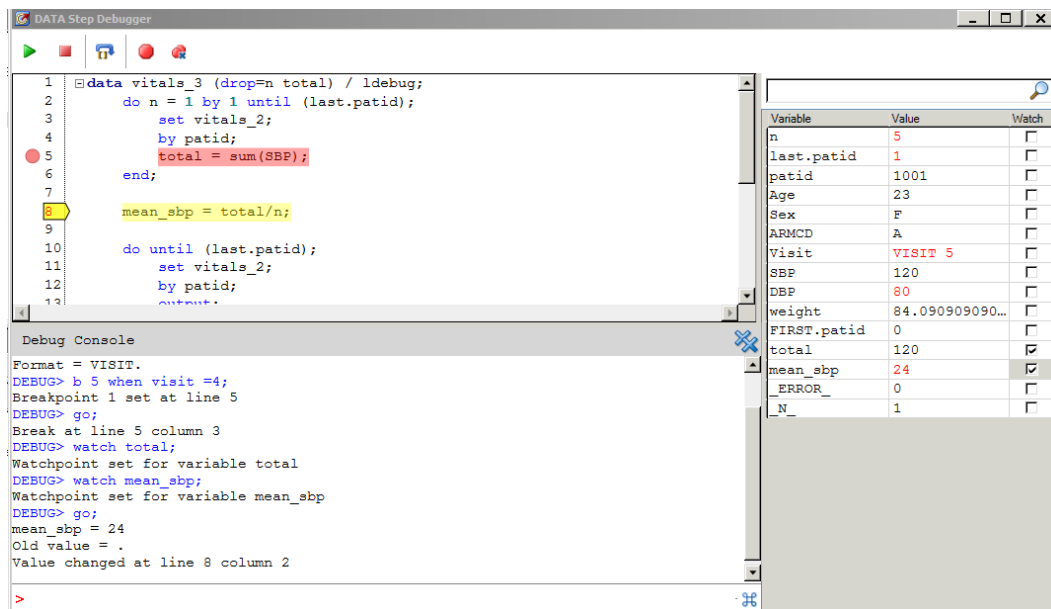 DATA Step Debugger
1 data vitals_3 (drop=n total) / ldebug;
2 do n = 1 by 1 until (last.patid);
3 set vitals_2;
4 by patid;
5 total = sum(SBP);
6 end;
7
8 mean_sbp = total/n;
9
10 do until (last.patid);
11 set vitals_2;
12 by patid;
13 output;
Debug Console
Format = VISIT.
DEBUG> b 5 when visit =4;
Breakpoint 1 set at line 5
DEBUG> go;
Break at line 5 column 3
DEBUG> watch total;
Watchpoint set for variable total
DEBUG> watch mean_sbp;
Watchpoint set for variable mean_sbp
DEBUG> go;
mean_sbp = 24
Old value = .
Value changed at line 8 column 2
>
Variable Value Watch
n 5
last.patid 1
patid 1001
Age 23
Sex F
ARMCD A
Visit VISIT 5
SBP 120
DBP 80
weight 84.090909090...
FIRST.patid 0
total 120
mean_sbp 24
_ERROR_ 0
_N_ 1